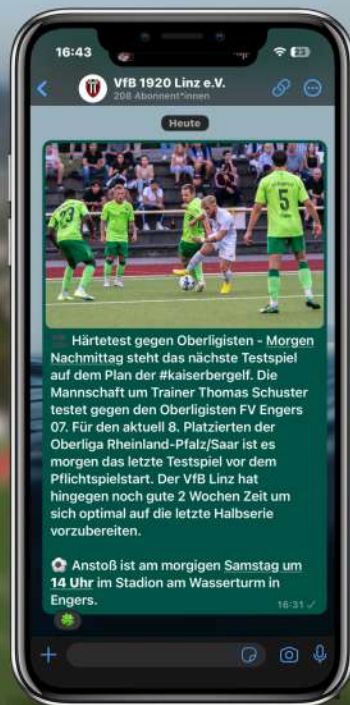 16:43
23
VfB 1920 Linz e.V.
208 Abonnent*innen
Heute
23
5
Härtetest gegen Oberligisten - Morgen
Nachmittag steht das nächste Testspiel
auf dem Plan der #kaiserbergelf. Die
Mannschaft um Trainer Thomas Schuster
testet gegen den Oberligisten FV Engers
07. Für den aktuell 8. Platzierten der
Oberliga Rheinland-Pfalz/Saar ist es
morgen das letzte Testspiel vor dem
Pflichtspielstart. Der VfB Linz hat
hingegen noch gute 2 Wochen Zeit um
sich optimal auf die letzte Halbserie
vorzubereiten.
Anstoß ist am morgigen Samstag um
14 Uhr im Stadion am Wasserturm in
Engers.
16:31